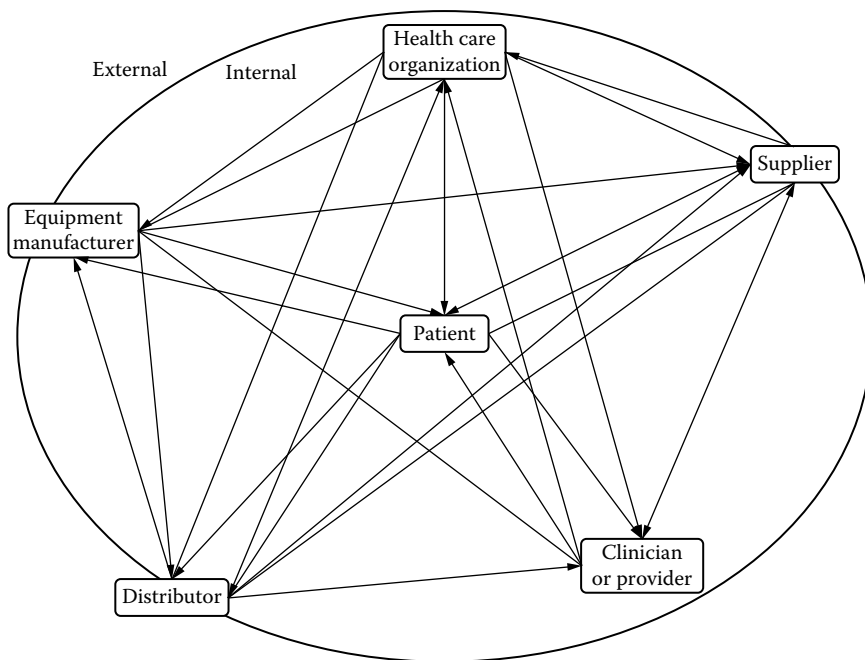 Health care
organization
External
Internal
Supplier
Equipment
manufacturer
Patient
Clinician
or provider
Distributor